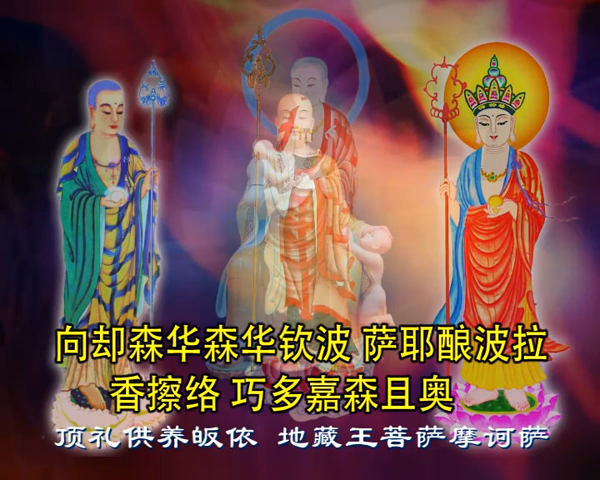 向却森华森华钦波 萨耶酿波拉
香擦络 巧多嘉森且奥
顶礼供养皈依 地藏王菩萨摩诃萨